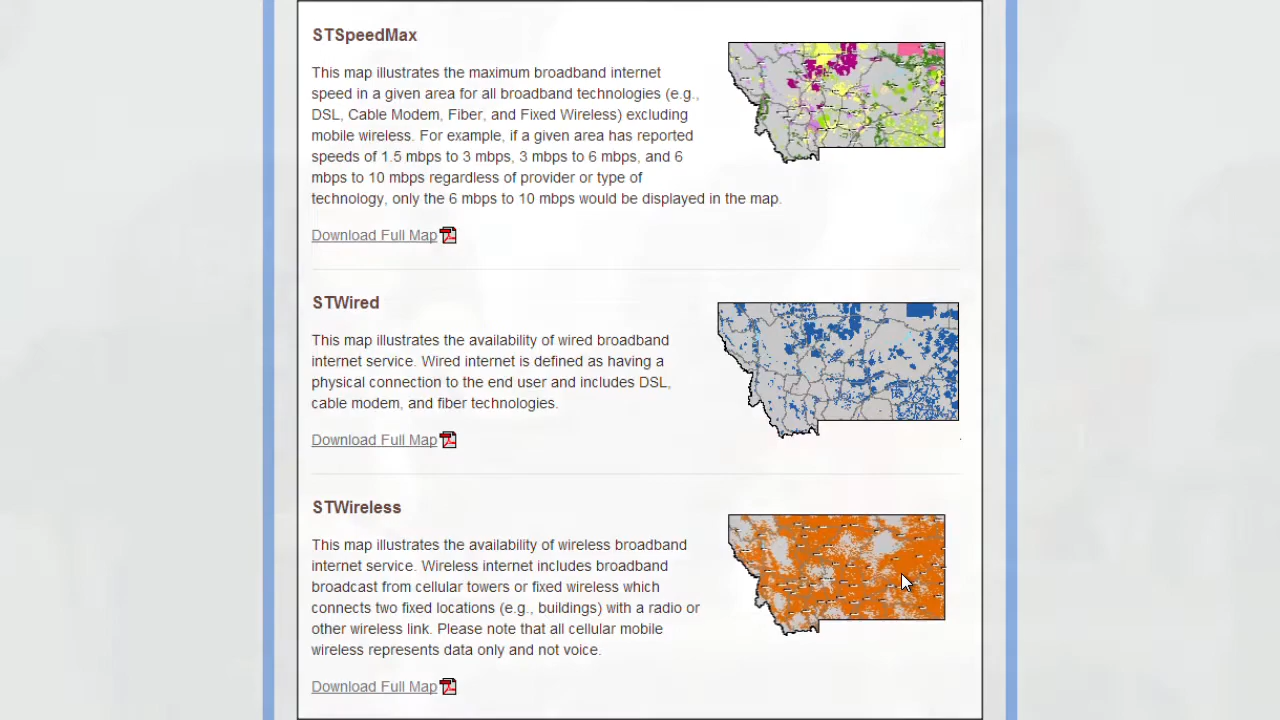 STSpeedMax
This map illustrates the maximum broadband internet
speed in a given area for all broadband technologies (e.g.,
DSL, Cable Modem, Fiber, and Fixed Wireless) excluding
mobile wireless. For example, if a given area has reported
speeds of 1.5 mbps to 3 mbps, 3 mbps to 6 mbps, and 6
mbps to 10 mbps regardless of provider or type of
technology, only the 6 mbps to 10 mbps would be displayed in the map.
Download Full Map
STWired
This map illustrates the availability of wired broadband
internet service. Wired internet is defined as having a
physical connection to the end user and includes DSL,
cable modem, and fiber technologies.
Download Full Map
STWireless
This map illustrates the availability of wireless broadband
internet service. Wireless internet includes broadband
broadcast from cellular towers or fixed wireless which
connects two fixed locations (e.g., buildings) with a radio or
other wireless link. Please note that all cellular mobile
wireless represents data only and not voice.
Download Full Map